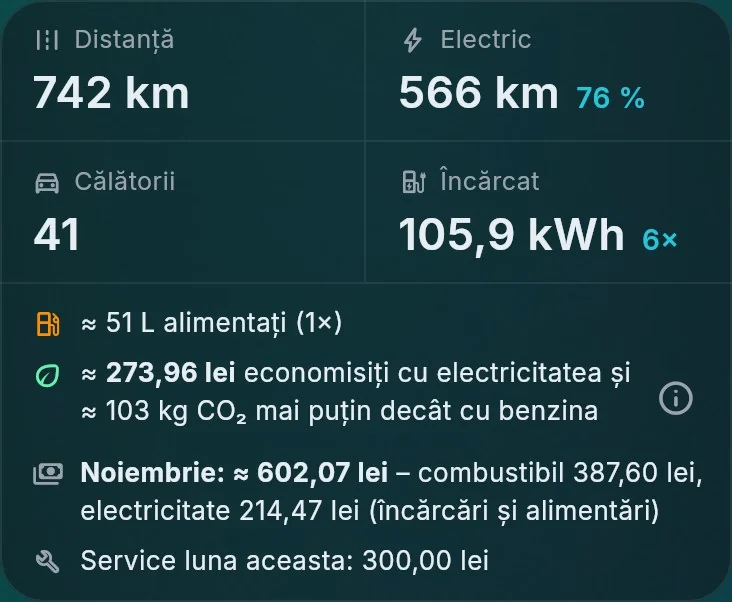 Distanță
742 km
Electric
566 km 76 %
Călătorii
41
Încărcat
105,9 kWh 6×
≈ 51 L alimentați (1×)
≈ 273,96 lei economisiți cu electricitatea și
≈ 103 kg CO₂ mai puțin decât cu benzina
Noiembrie: ≈ 602,07 lei – combustibil 387,60 lei,
electricitate 214,47 lei (încărcări și alimentări)
Service luna aceasta: 300,00 lei